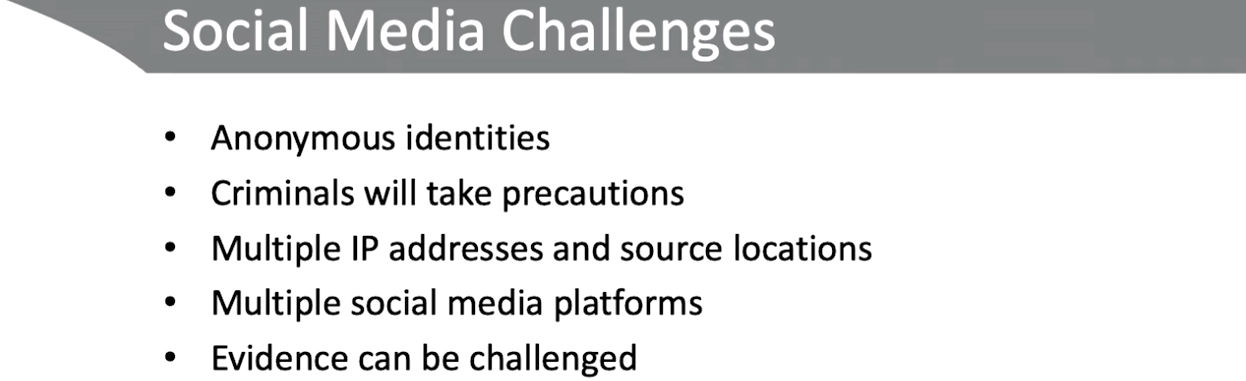 Social Media Challenges
• Anonymous identities
• Criminals will take precautions
• Multiple IP addresses and source locations
• Multiple social media platforms
• Evidence can be challenged